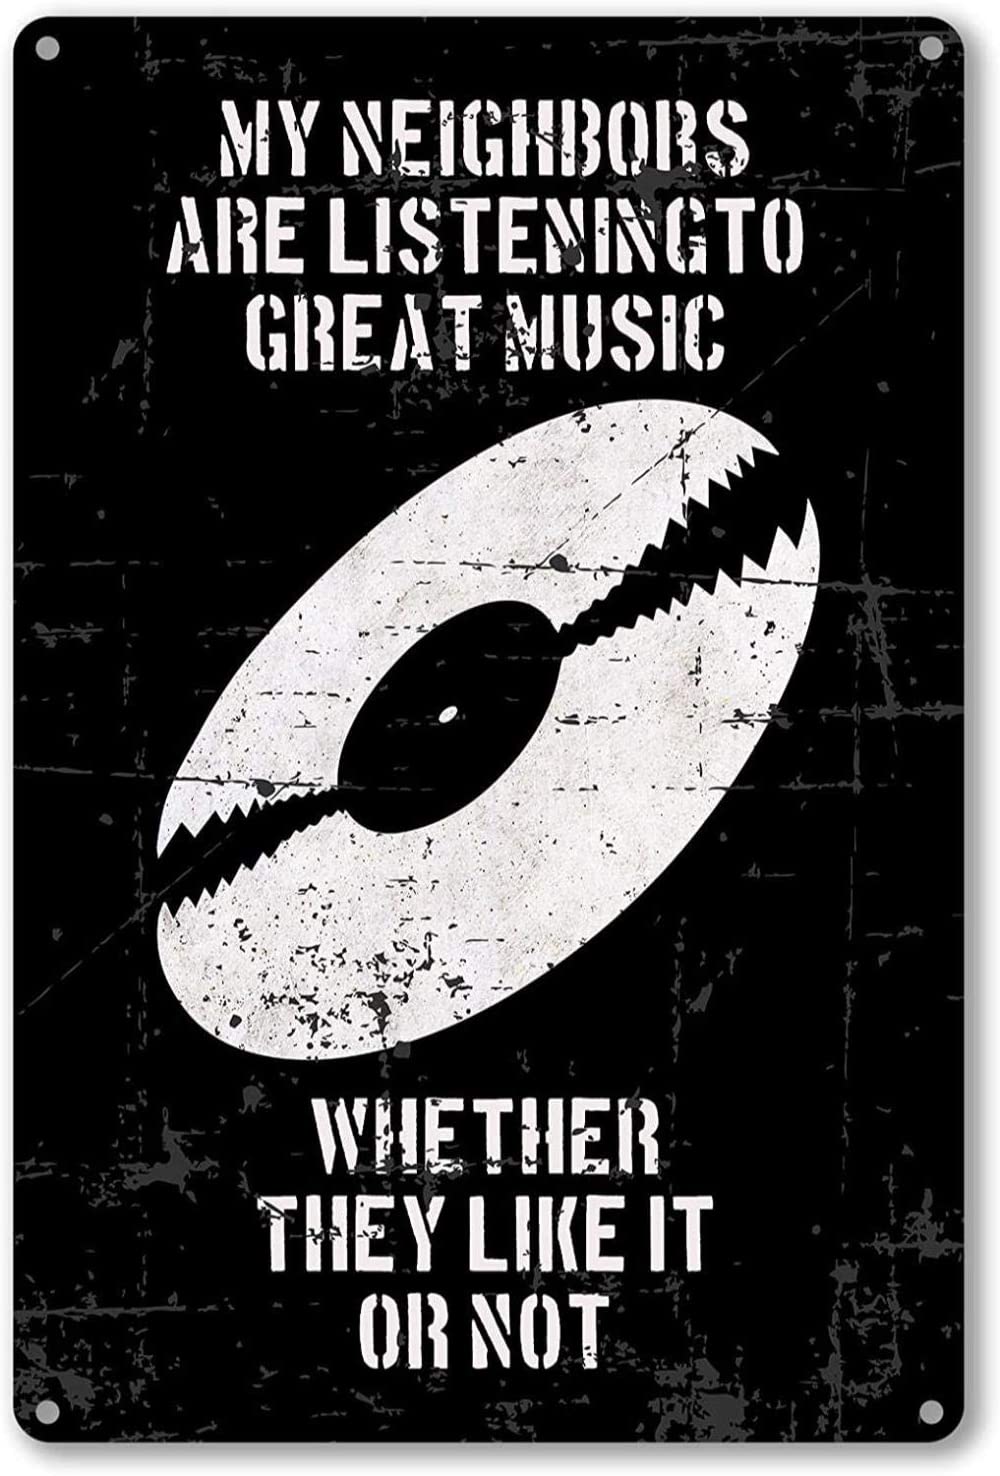 MY NEIGHBORS
ARE LISTENINGTO
GREAT MUSIC
WHETHER
THEY LIKE IT
OR NOT